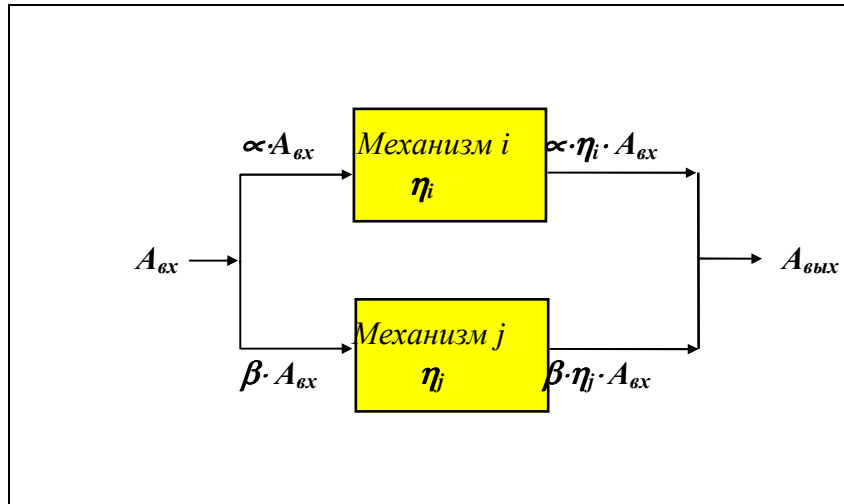 ∝·Aвх
Механизм i
∝·ηi· Aвх
ηi
Aвх
Aвых
Механизм j
β· Aвх
ηj
β·ηj· Aвх